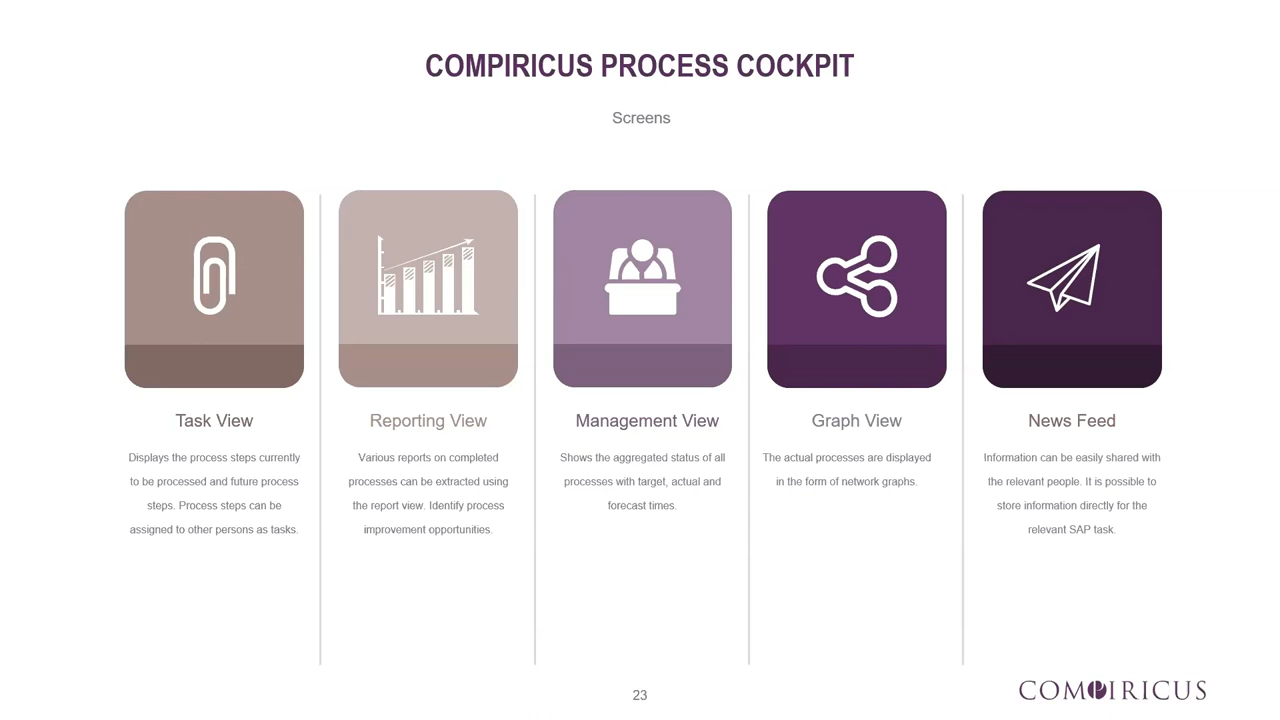 COMPIRICUS PROCESS COCKPIT
Screens
Task View
Displays the process steps currently
to be processed and future process
steps. Process steps can be
assigned to other persons as tasks.
Reporting View
Various reports on completed
processes can be extracted using
the report view. Identify process
improvement opportunities.
Management View
Shows the aggregated status of all
processes with target, actual and
forecast times.
Graph View
The actual processes are displayed
in the form of network graphs.
News Feed
Information can be easily shared with
the relevant people. It is possible to
store information directly for the
relevant SAP task.
23
COMPIRICUS